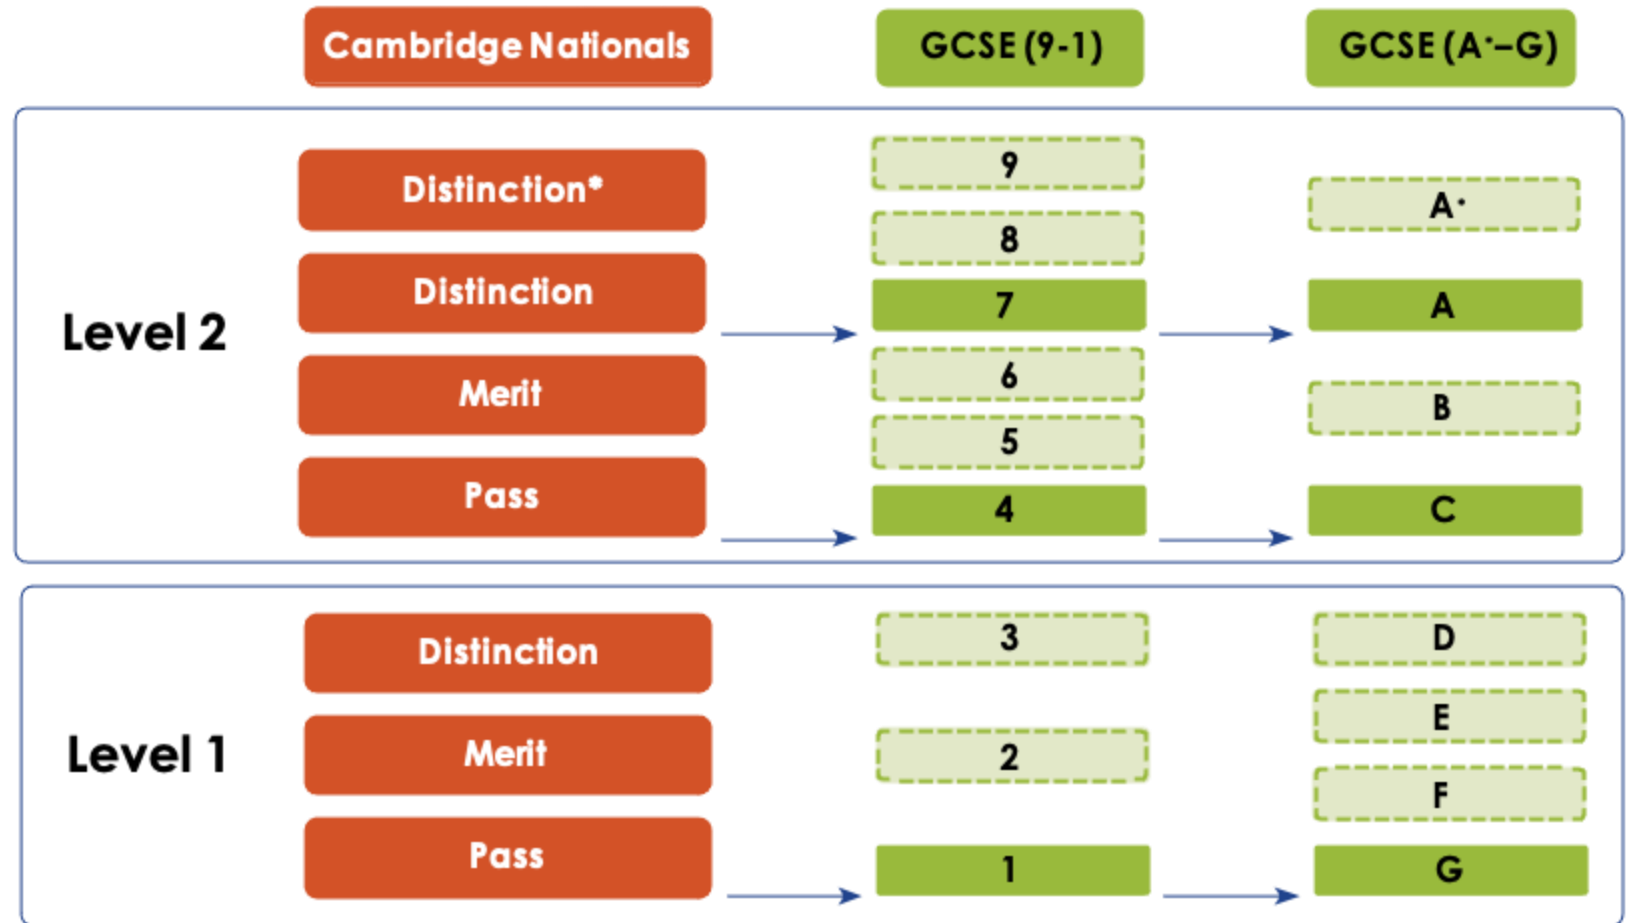 Cambridge Nationals
GCSE (9-1)
GCSE (A*–G)
Level 2
Distinction*
Distinction
Merit
Pass
9
8
7
6
5
4
A*
A
B
C
Level 1
Distinction
Merit
Pass
3
2
1
D
E
F
G